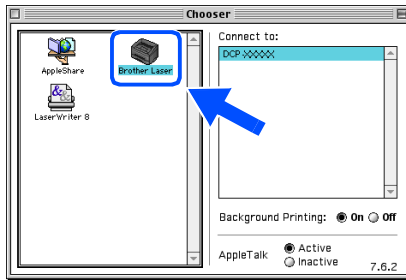 Chooser
AppleShare
Brother Laser
LaserWriter 8
Connect to:
DCP-XXXXX
Background Printing: On Off
AppleTalk
Active
Inactive
7.6.2